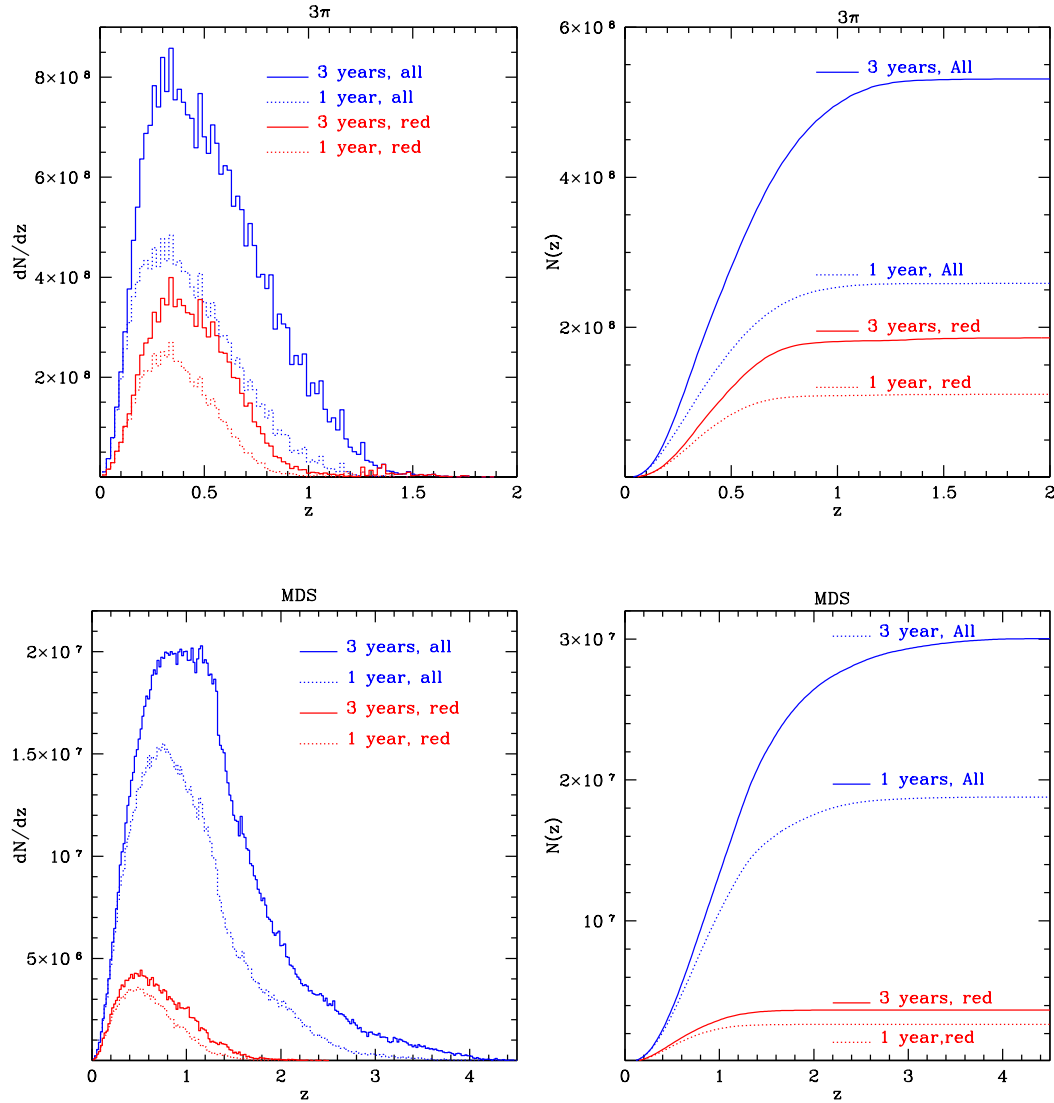 3π
8×10⁸
6×10⁸
4×10⁸
2×10⁸
dN/dz
3 years, all
1 year, all
3 years, red
1 year, red
0 0.5 1 1.5 2
z
3π
6×10⁸
4×10⁸
2×10⁸
N(z)
3 years, All
1 year, All
3 years, red
1 year, red
0 0.5 1 1.5 2
z
MDS
2×10⁷
1.5×10⁷
10⁷
5×10⁶
dN/dz
3 years, all
1 year, all
3 years, red
1 year, red
0 1 2 3 4
z
MDS
3×10⁷
2×10⁷
10⁷
N(z)
3 year, All
1 years, All
3 years, red
1 year,red
0 1 2 3 4
z